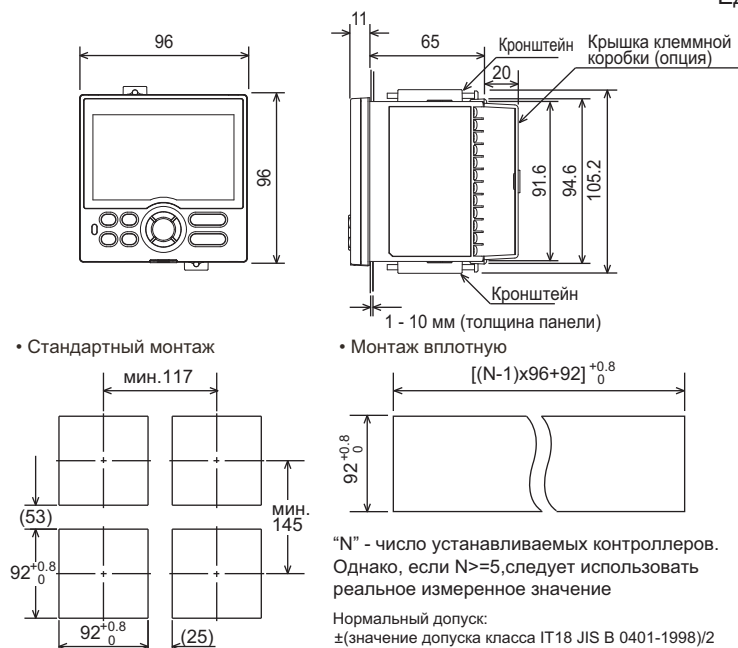 Ед
96
96
11
65
Кронштейн
20
Крышка клеммной
коробки (опция)
91.6
94.6
105.2
Кронштейн
1 - 10 мм (толщина панели)
• Стандартный монтаж
мин.117
(53)
мин.
145
92 +0.8 0
92 +0.8 0
(25)
• Монтаж вплотную
[(N-1)x96+92] +0.8 0
92 +0.8 0
“N” - число устанавливаемых контроллеров.
Однако, если N>=5,следует использовать
реальное измеренное значение
Нормальный допуск:
±(значение допуска класса IT18 JIS B 0401-1998)/2